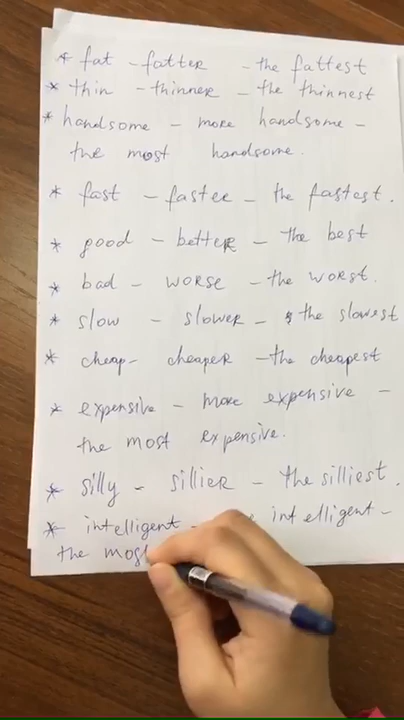 * fat - fatter - the fattest
* thin - thinner - the thinnest
* handsome - more handsome -
the most handsome.
* fast - faster - the fastest.
* good - better - the best
* bad - worse - the worst.
* slow - slower - the slowest
* cheap - cheaper - the cheapest
* expensive - more expensive -
the most expensive.
* silly - sillier - the silliest.
* intelligent - intelligent -
the most